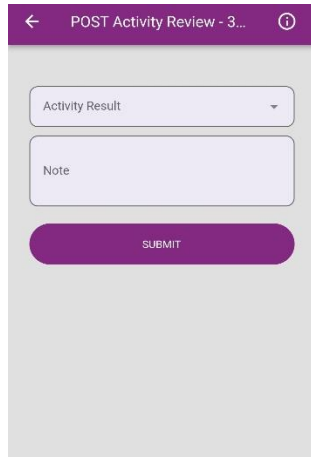 POST Activity Review - 3...
Activity Result
Note
SUBMIT